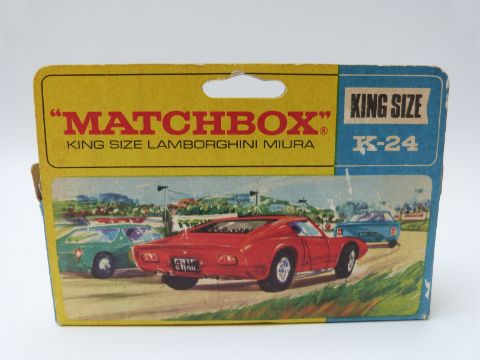 "MATCHBOX"®
KING SIZE LAMBORGHINI MIURA
KING SIZE
K-24